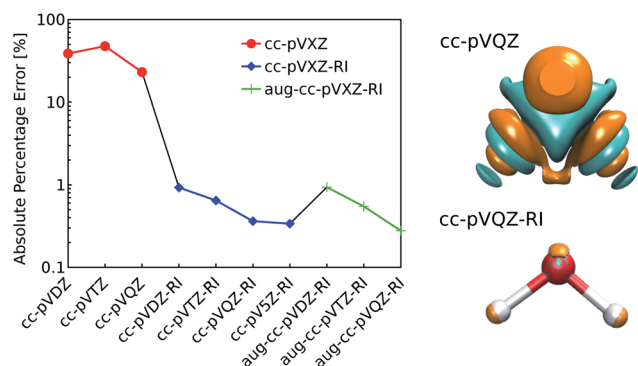 Absolute Percentage Error [%]
100
10
1
0.1
cc-pVXZ
cc-pVXZ-RI
aug-cc-pVXZ-RI
cc-pVDZ
cc-pVTZ
cc-pVQZ
cc-pVDZ-RI
cc-pVTZ-RI
cc-pVQZ-RI
cc-pV5Z-RI
aug-cc-pVDZ-RI
aug-cc-pVTZ-RI
aug-cc-pVQZ-RI
cc-pVQZ
cc-pVQZ-RI